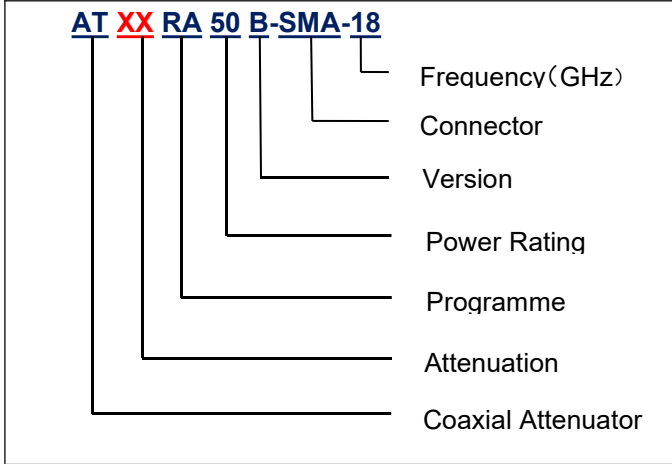 AT XX RA 50 B-SMA-18
Frequency（GHz）
Connector
Version
Power Rating
Programme
Attenuation
Coaxial Attenuator